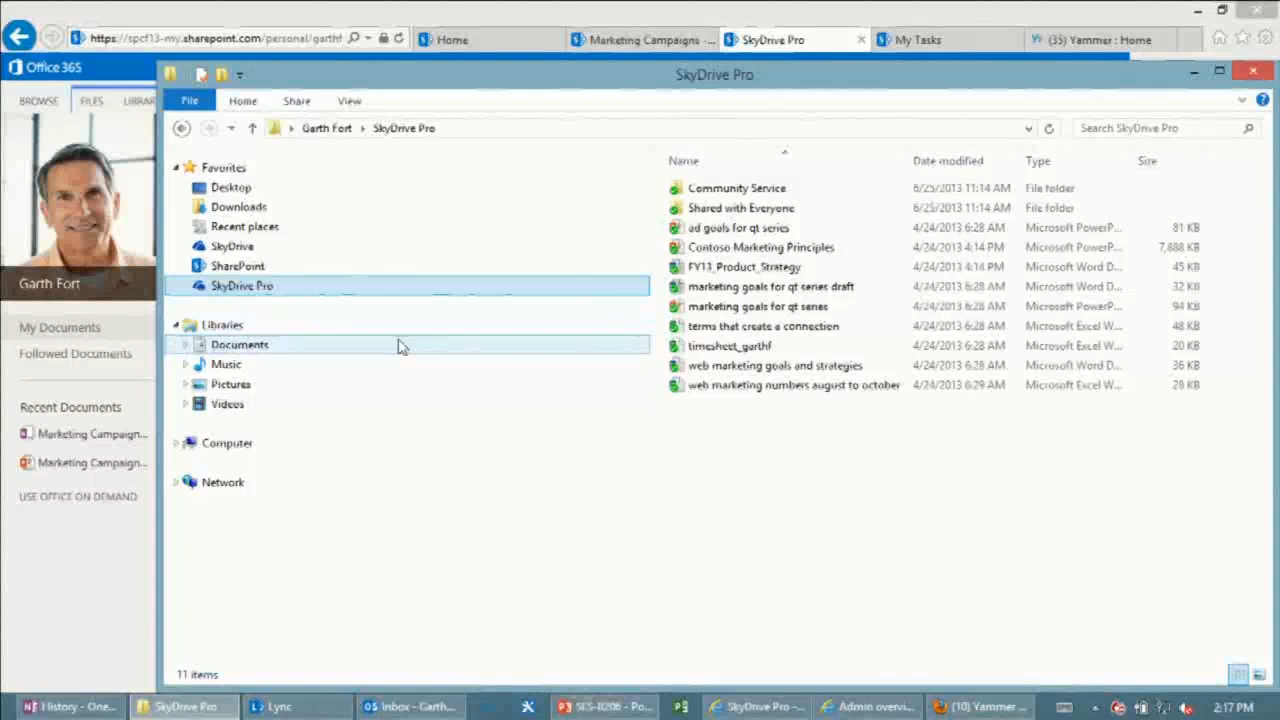 https://spcf13-my.sharepoint.com/personal/garthf
Home
Marketing Campaigns - ...
SkyDrive Pro
My Tasks
(35) Yammer : Home
Office 365
SkyDrive Pro
BROWSE FILES LIBRAR
File Home Share View
Garth Fort SkyDrive Pro
Search SkyDrive Pro
Garth Fort
My Documents
Followed Documents
Recent Documents
Marketing Campaign...
Marketing Campaign...
USE OFFICE ON DEMAND
Favorites
Desktop
Downloads
Recent places
SkyDrive
SharePoint
SkyDrive Pro
Libraries
Documents
Music
Pictures
Videos
Computer
Network
Name Date modified Type Size
Community Service 6/25/2013 11:14 AM File folder
Shared with Everyone 6/25/2013 11:14 AM File folder
ad goals for qt series 4/24/2013 6:28 AM Microsoft PowerP... 81 KB
Contoso Marketing Principles 4/24/2013 4:14 PM Microsoft PowerP... 7,888 KB
4/24/2013 4:14 PM Microsoft Word D... 45 KB
marketing goals for qt series draft 4/24/2013 6:28 AM Microsoft Word D... 32 KB
marketing goals for qt series 4/24/2013 6:28 AM Microsoft PowerP... 94 KB
terms that create a connection 4/24/2013 6:28 AM Microsoft Excel W... 48 KB
timesheet_garthf 4/24/2013 6:28 AM Microsoft Excel W... 20 KB
web marketing goals and strategies 4/24/2013 6:28 AM Microsoft Word D... 36 KB
web marketing numbers august to october 4/24/2013 6:29 AM Microsoft Excel W... 28 KB
11 items
History - One...
SkyDrive Pro
Lync
Inbox - Garth...
SES-B206 - Po...
SkyDrive Pro -...
Admin overvi...
(10) Yammer ...
2:17 PM